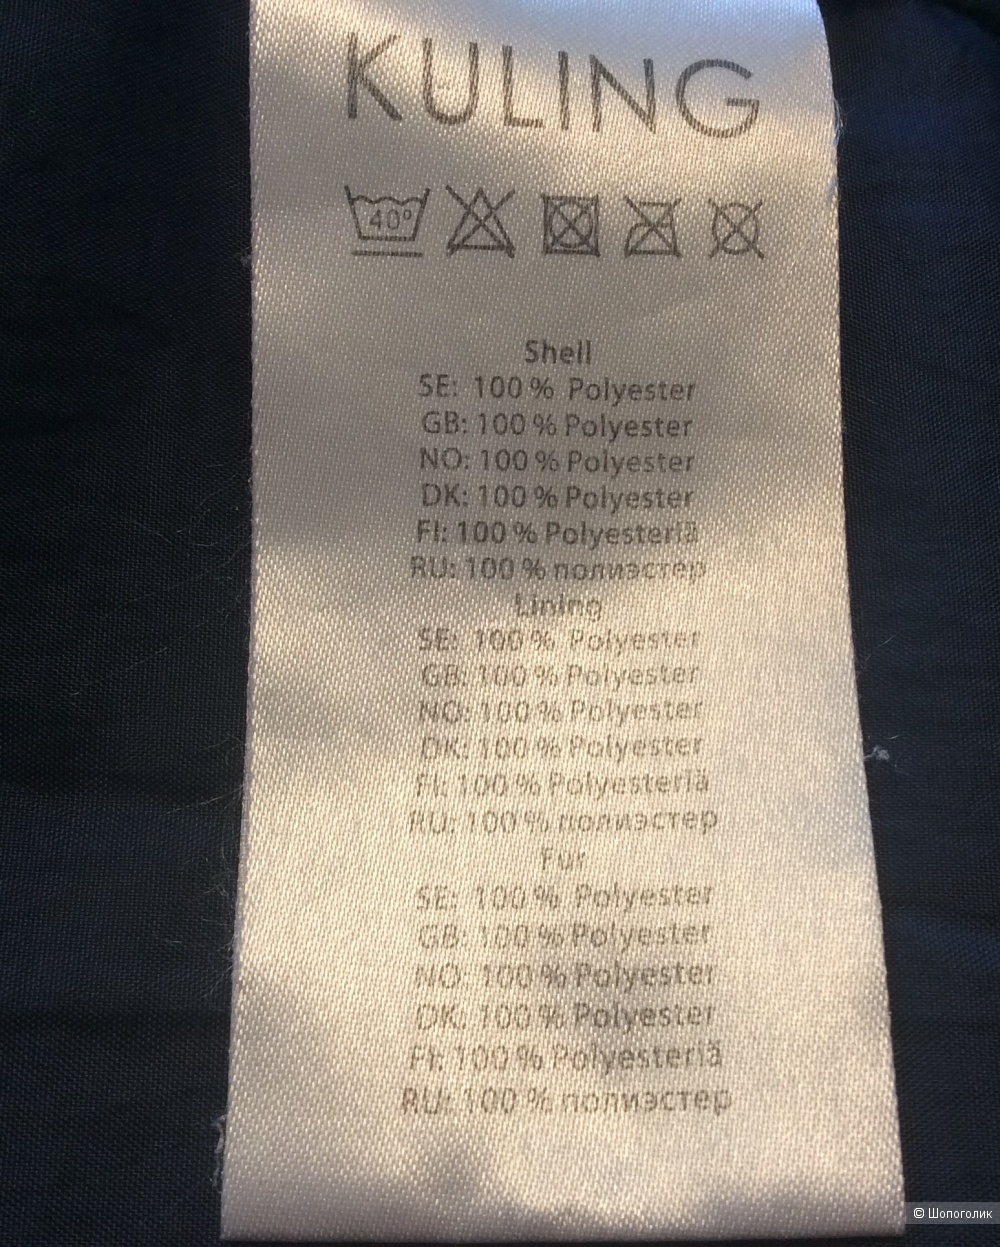 KULING
40°
Shell
SE: 100 % Polyester
GB: 100 % Polyester
NO: 100 % Polyester
DK: 100 % Polyester
FI: 100 % Polyesteriä
RU: 100 % полиэстер
Lining
SE: 100 % Polyester
GB: 100 % Polyester
NO: 100 % Polyester
DK: 100 % Polyester
FI: 100 % Polyesteriä
RU: 100 % полиэстер
Fur
SE: 100 % Polyester
GB: 100 % Polyester
NO: 100 % Polyester
DK: 100 % Polyester
FI: 100 % Polyesteriä
RU: 100 % полиэстер
© Шопоголик